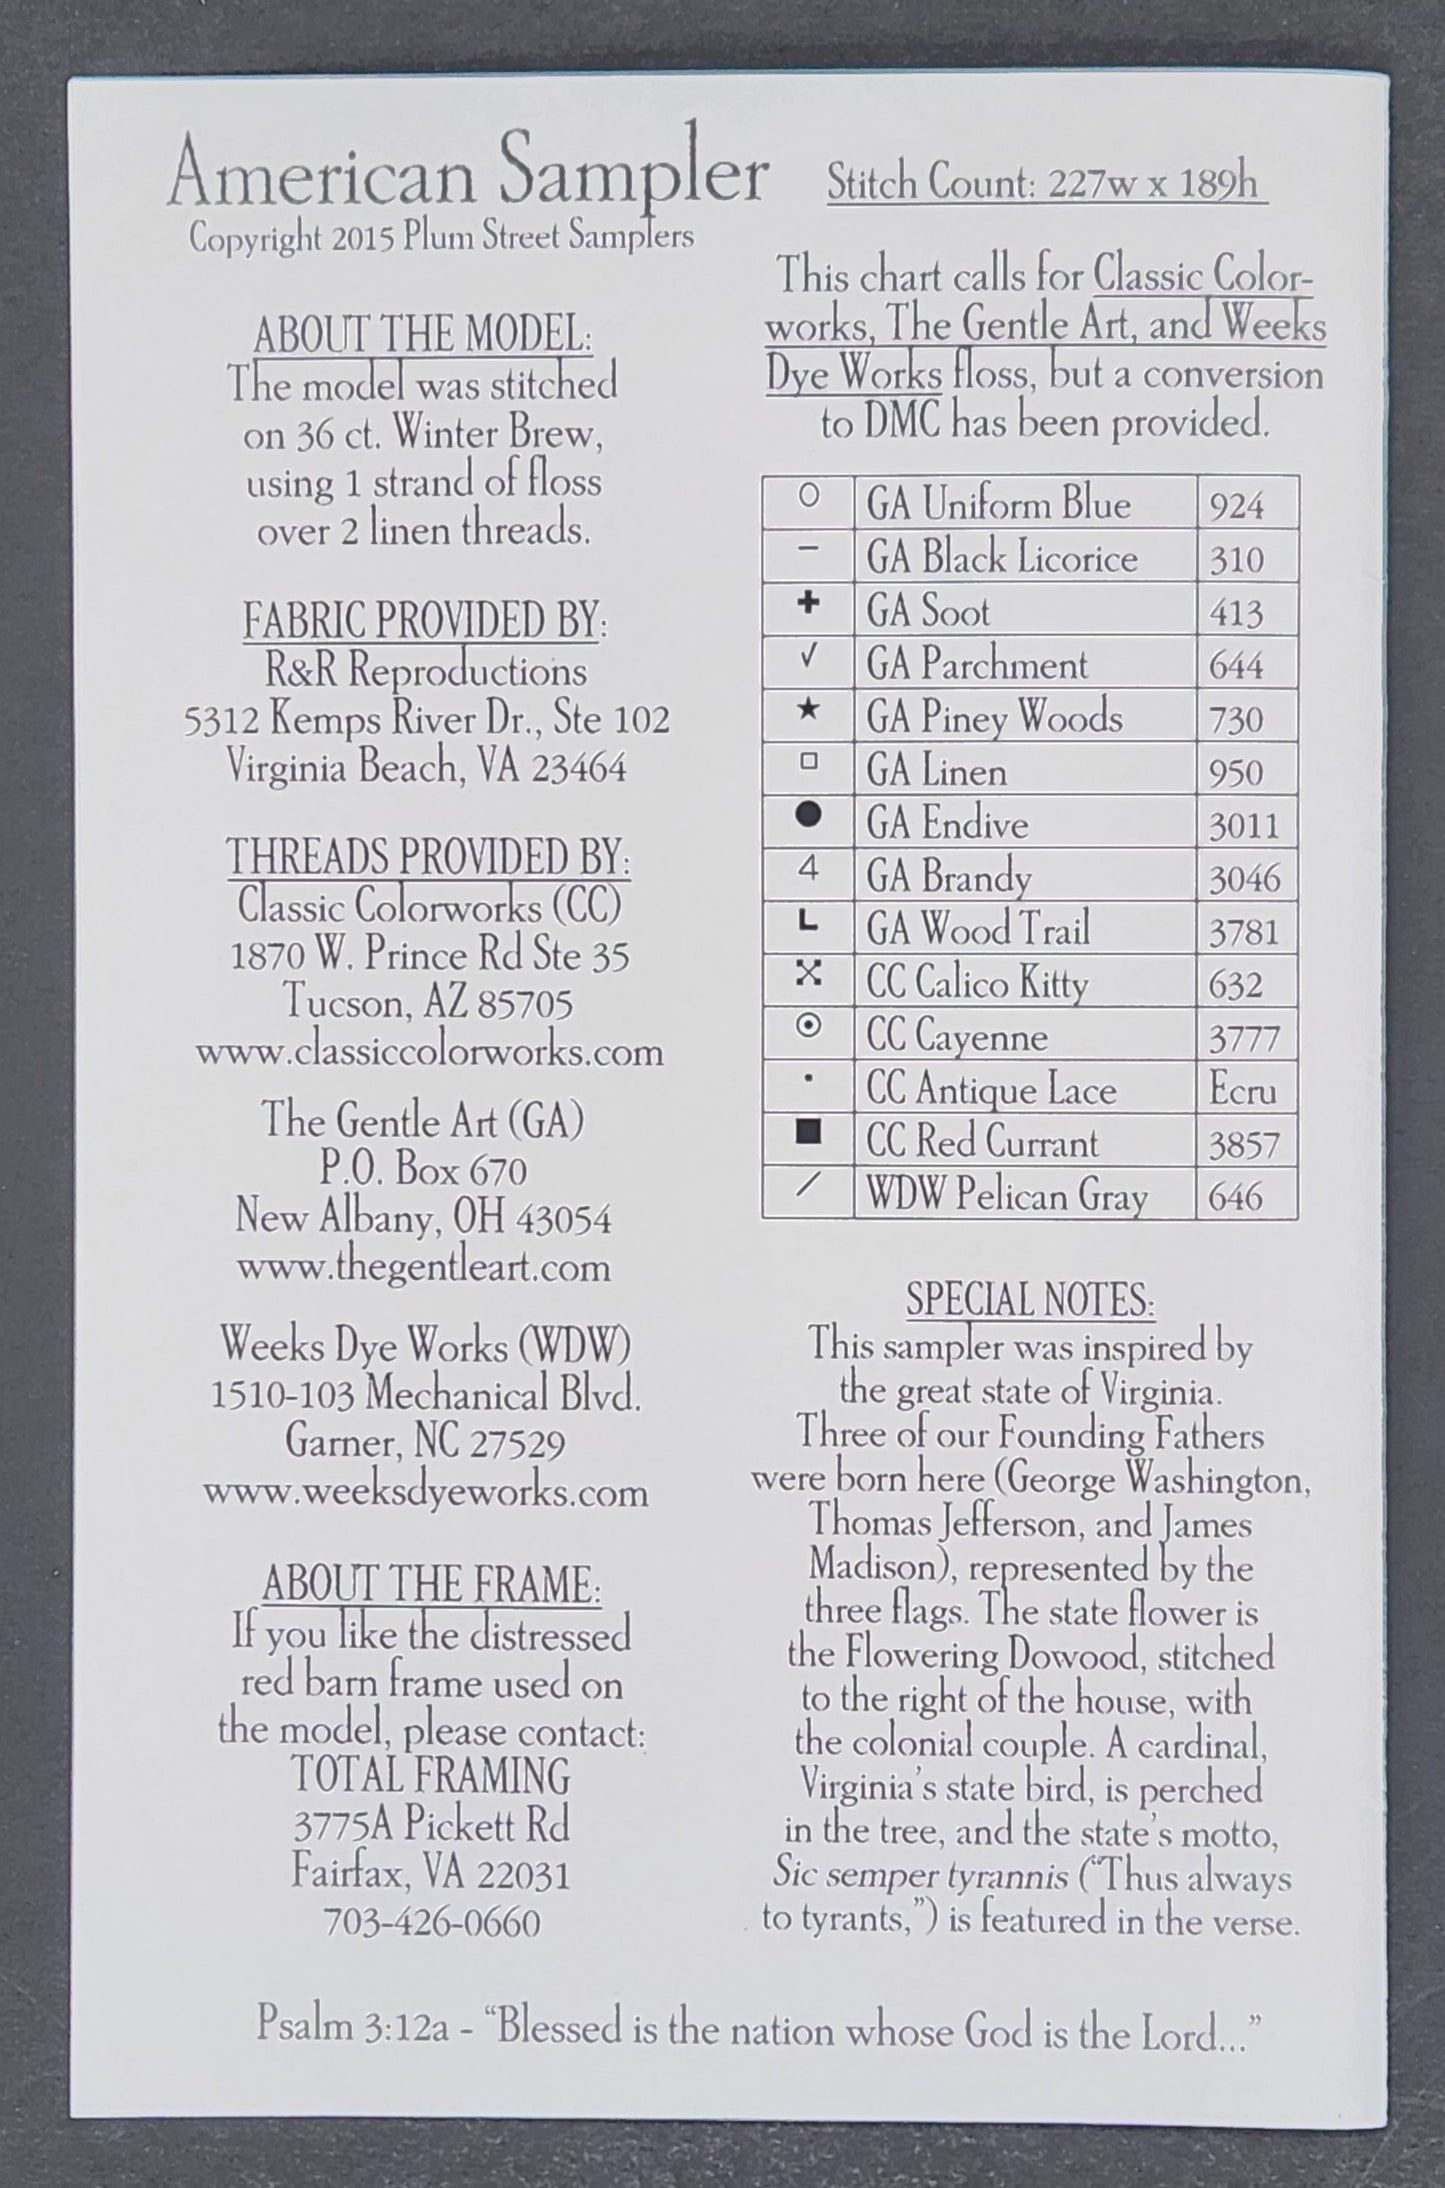 American Sampler
Copyright 2015 Plum Street Samplers
ABOUT THE MODEL:
The model was stitched
on 36 ct. Winter Brew,
using 1 strand of floss
over 2 linen threads.
FABRIC PROVIDED BY:
R&R Reproductions
5312 Kemps River Dr., Ste 102
Virginia Beach, VA 23464
THREADS PROVIDED BY:
Classic Colorworks (CC)
1870 W. Prince Rd Ste 35
Tucson, AZ 85705
www.classiccolorworks.com
The Gentle Art (GA)
P.O. Box 670
New Albany, OH 43054
www.thegentleart.com
Weeks Dye Works (WDW)
1510-103 Mechanical Blvd.
Garner, NC 27529
www.weeksdyeworks.com
ABOUT THE FRAME:
If you like the distressed
red barn frame used on
the model, please contact:
TOTAL FRAMING
3775A Pickett Rd
Fairfax, VA 22031
703-426-0660
Stitch Count: 227w x 189h
This chart calls for Classic Color-
works, The Gentle Art, and Weeks
Dye Works floss, but a conversion
to DMC has been provided.
GA Uniform Blue 924
GA Black Licorice 310
GA Soot 413
GA Parchment 644
GA Piney Woods 730
GA Linen 950
GA Endive 3011
4 GA Brandy 3046
L GA Wood Trail 3781
CC Calico Kitty 632
CC Cayenne 3777
CC Antique Lace Ecru
CC Red Currant 3857
WDW Pelican Gray 646
SPECIAL NOTES:
This sampler was inspired by
the great state of Virginia.
Three of our Founding Fathers
were born here (George Washington,
Thomas Jefferson, and James
Madison), represented by the
three flags. The state flower is
the Flowering Dowood, stitched
to the right of the house, with
the colonial couple. A cardinal,
Virginia's state bird, is perched
in the tree, and the state's motto,
Sic semper tyrannis ("Thus always
to tyrants,") is featured in the verse.
Psalm 3:12a - "Blessed is the nation whose God is the Lord..."